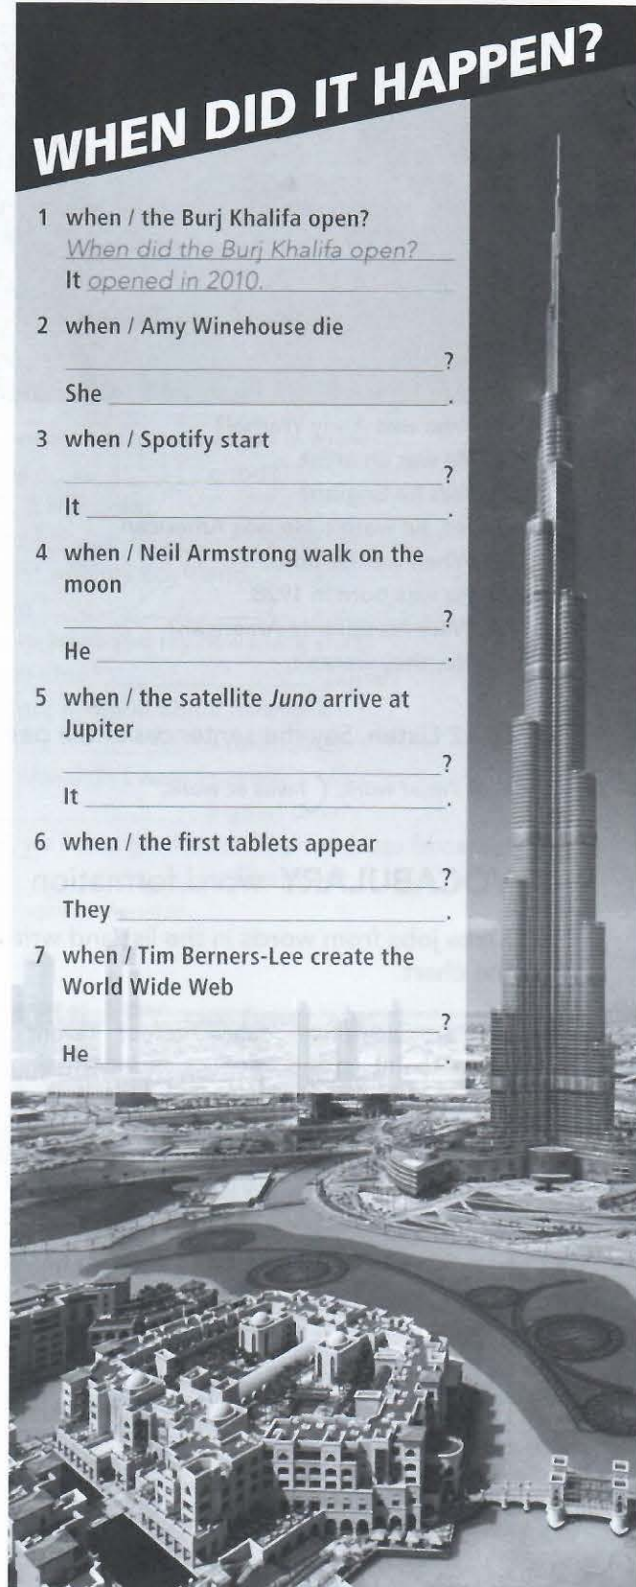 WHEN DID IT HAPPEN?
1 when / the Burj Khalifa open?
When did the Burj Khalifa open?
It opened in 2010.
2 when / Amy Winehouse die
?
She .
3 when / Spotify start
?
It .
4 when / Neil Armstrong walk on the
moon
?
He .
5 when / the satellite Juno arrive at
Jupiter
?
It .
6 when / the first tablets appear
?
They .
7 when / Tim Berners-Lee create the
World Wide Web
?
He .